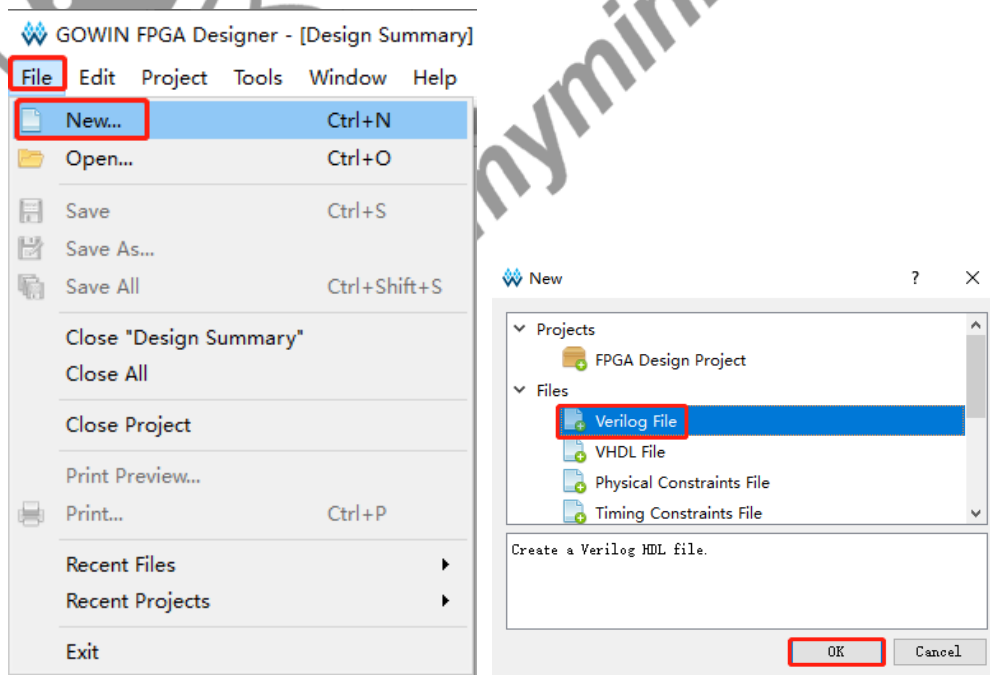 GOWIN FPGA Designer - [Design Summary]
File Edit Project Tools Window Help
New... Ctrl+N
Open... Ctrl+O
Save Ctrl+S
Save As...
Save All Ctrl+Shift+S
Close "Design Summary"
Close All
Close Project
Print Preview...
Print... Ctrl+P
Recent Files
Recent Projects
Exit
New ?
Projects
FPGA Design Project
Files
Verilog File
VHDL File
Physical Constraints File
Timing Constraints File
Create a Verilog HDL file.
OK Cancel